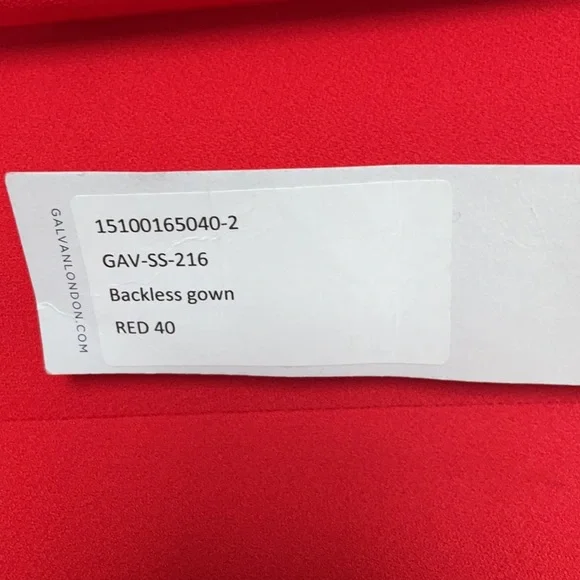 GALVANLONDON.COM
15100165040-2
GAV-SS-216
Backless gown
RED 40